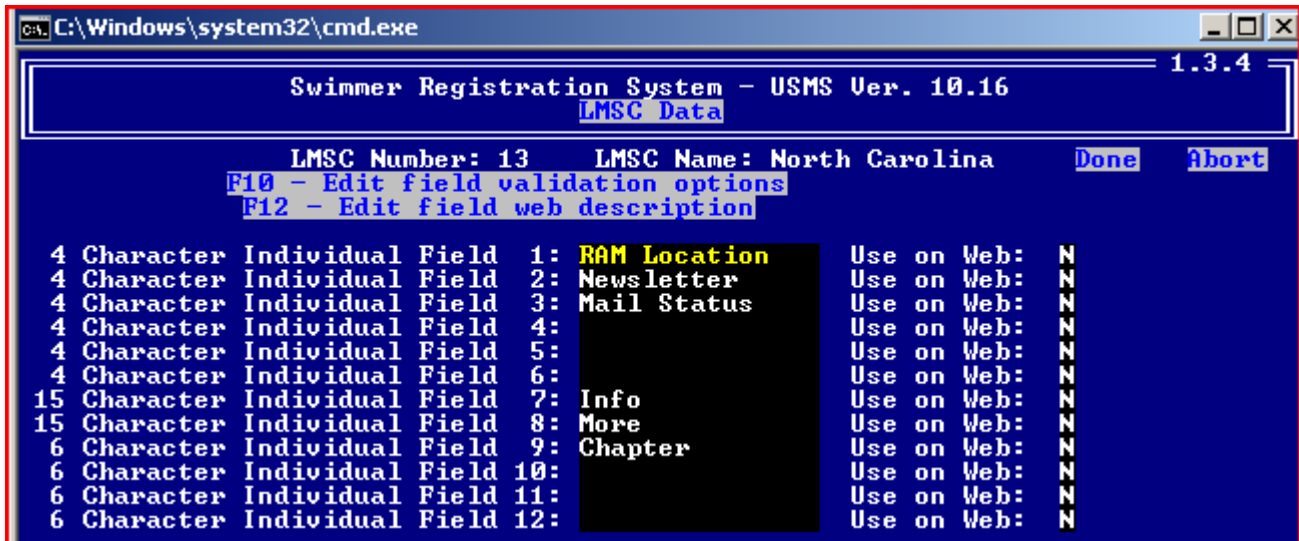 C:\Windows\system32\cmd.exe
1.3.4
Swimmer Registration System - USMS Ver. 10.16
LMSC Data
LMSC Number: 13 LMSC Name: North Carolina Done Abort
F10 - Edit field validation options
F12 - Edit field web description
4 Character Individual Field 1: RAM Location Use on Web: N
4 Character Individual Field 2: Newsletter Use on Web: N
4 Character Individual Field 3: Mail Status Use on Web: N
4 Character Individual Field 4: Use on Web: N
4 Character Individual Field 5: Use on Web: N
4 Character Individual Field 6: Use on Web: N
15 Character Individual Field 7: Info Use on Web: N
15 Character Individual Field 8: More Use on Web: N
6 Character Individual Field 9: Chapter Use on Web: N
6 Character Individual Field 10: Use on Web: N
6 Character Individual Field 11: Use on Web: N
6 Character Individual Field 12: Use on Web: N